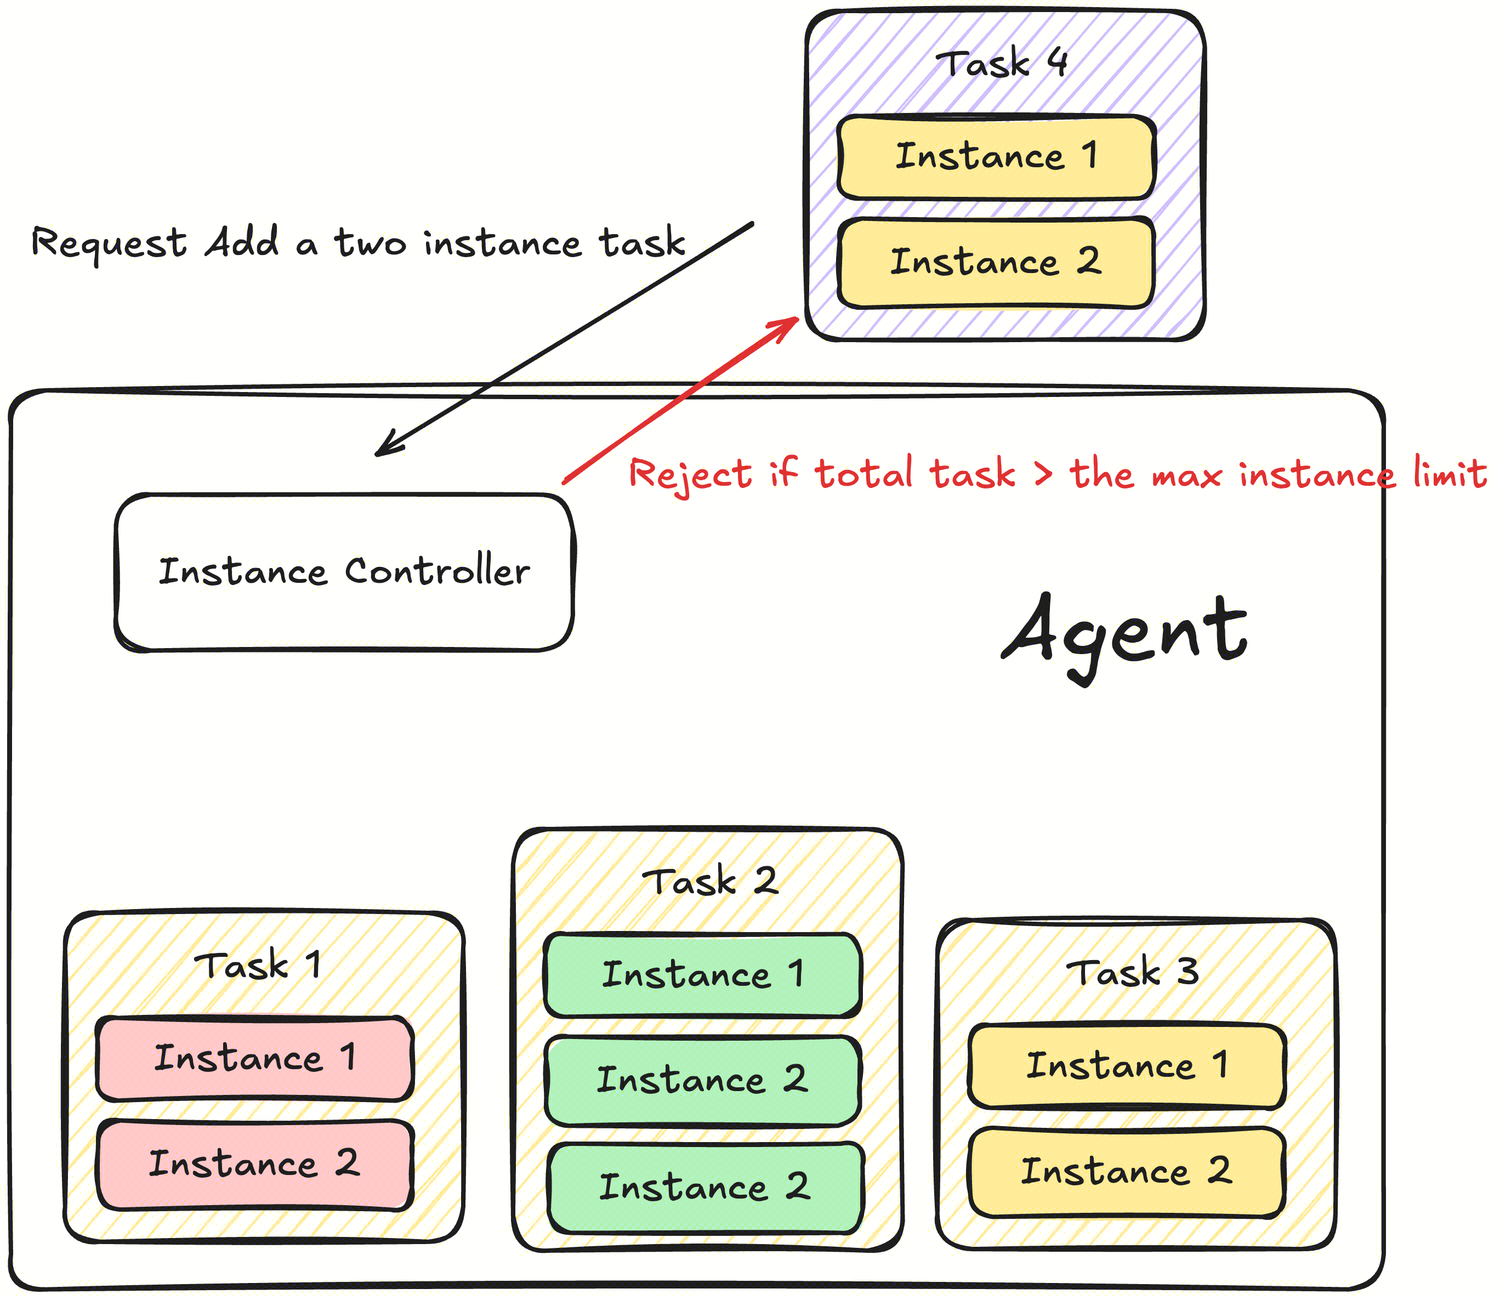 Task 4
Instance 1
Instance 2
Request Add a two instance task
Reject if total task > the max instance limit
Instance Controller
Agent
Task 1
Instance 1
Instance 2
Task 2
Instance 1
Instance 2
Instance 2
Task 3
Instance 1
Instance 2